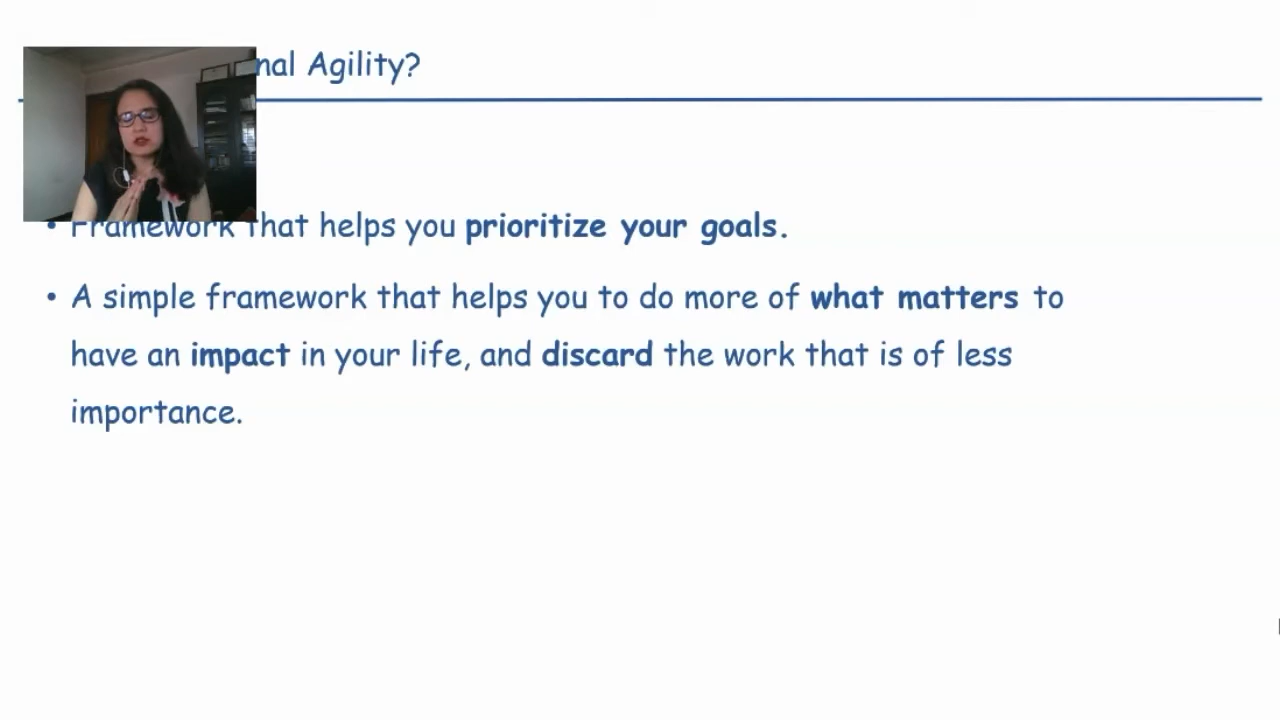 nal Agility?
• Framework that helps you prioritize your goals.
• A simple framework that helps you to do more of what matters to
have an impact in your life, and discard the work that is of less
importance.